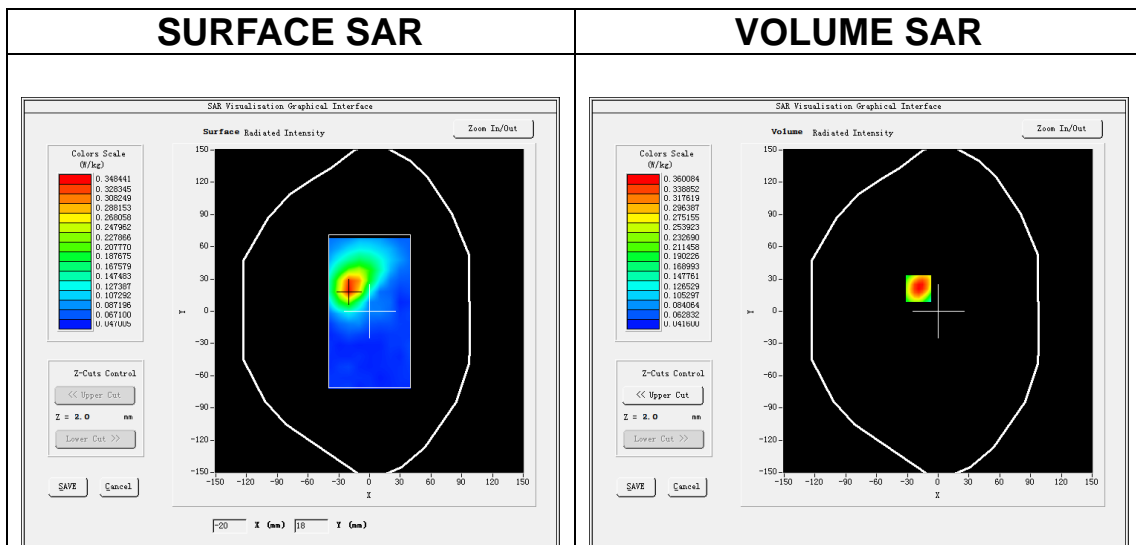 SURFACE SAR
VOLUME SAR
SAR Visualisation Graphical Interface
Surface Radiated Intensity
Zoom In/Out
Colors Scale
(W/kg)
0.348441
0.328345
0.308249
0.288153
0.268058
0.247962
0.227866
0.207770
0.187675
0.167579
0.147483
0.127387
0.107292
0.087196
0.067100
0.047005
Z-Cuts Control
<< Upper Cut
Z = 2.0 mm
Lower Cut >>
SAVE Cancel
150
120
90
60
30
0
-30
-60
-90
-120
-150
Y
-150 -120 -90 -60 -30 0 30 60 90 120 150
X
-20 X (mm) 18 Y (mm)
SAR Visualisation Graphical Interface
Volume Radiated Intensity
Zoom In/Out
Colors Scale
(W/kg)
0.360084
0.338852
0.317619
0.296387
0.275155
0.253923
0.232690
0.211458
0.190226
0.168993
0.147761
0.126529
0.105297
0.084064
0.062832
0.041600
Z-Cuts Control
<< Upper Cut
Z = 2.0 mm
Lower Cut >>
SAVE Cancel
150
120
90
60
30
0
-30
-60
-90
-120
-150
Y
-150 -120 -90 -60 -30 0 30 60 90 120 150
X